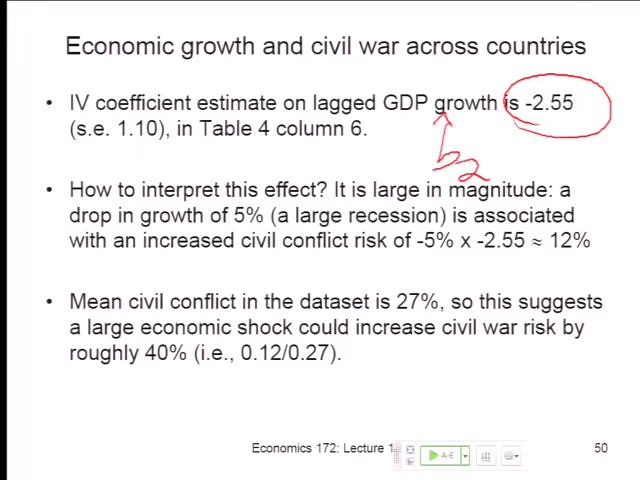 Economic growth and civil war across countries
• IV coefficient estimate on lagged GDP growth is -2.55
(s.e. 1.10), in Table 4 column 6.
b2
• How to interpret this effect? It is large in magnitude: a
drop in growth of 5% (a large recession) is associated
with an increased civil conflict risk of -5% x -2.55 ≈ 12%
• Mean civil conflict in the dataset is 27%, so this suggests
a large economic shock could increase civil war risk by
roughly 40% (i.e., 0.12/0.27).
Economics 172: Lecture 1
A-E
50